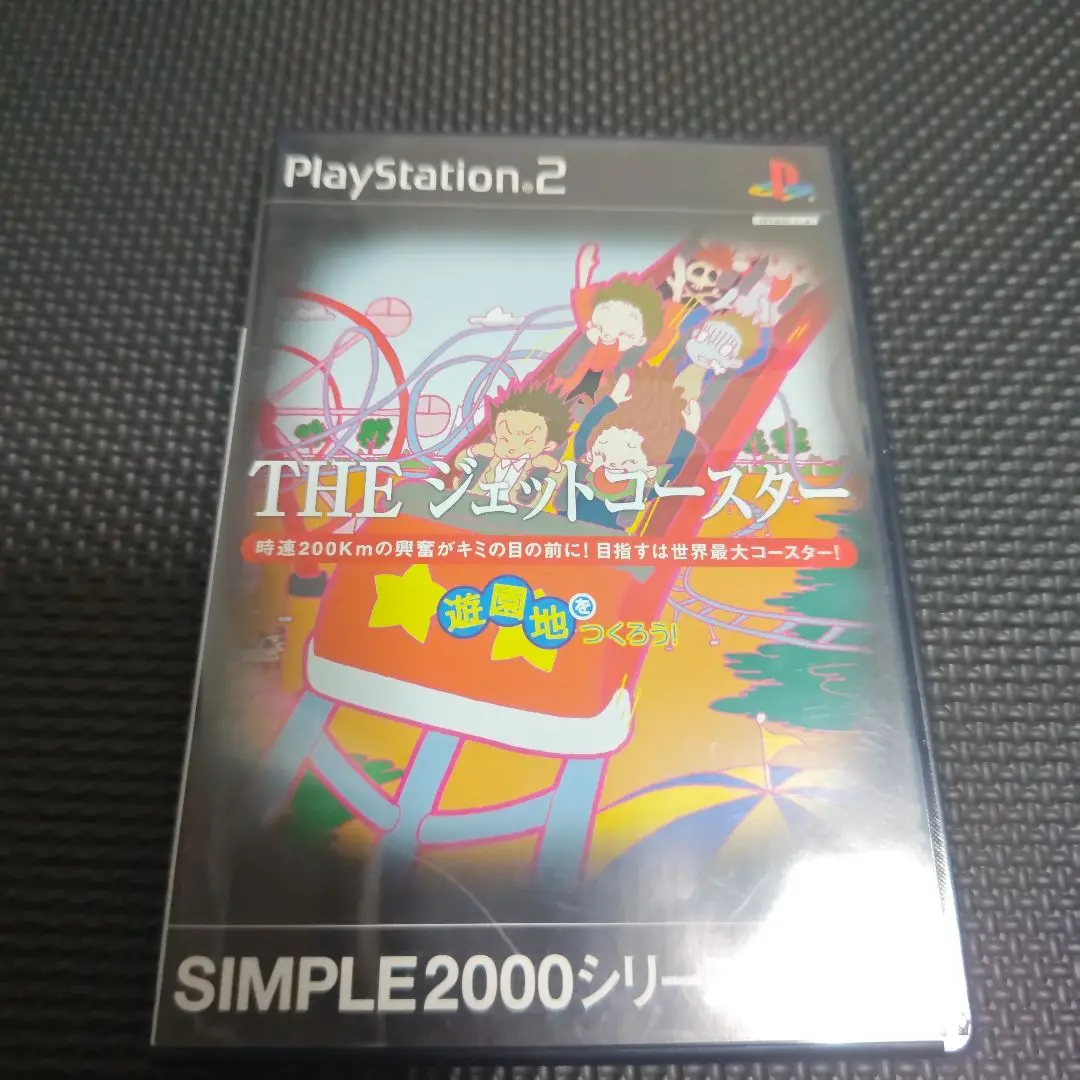 PlayStation®2
THE ジェットコースター
時速200Kmの興奮がキミの目の前に!目指すは世界最大コースター!
遊園地を
つくろう!
SIMPLE2000シリー